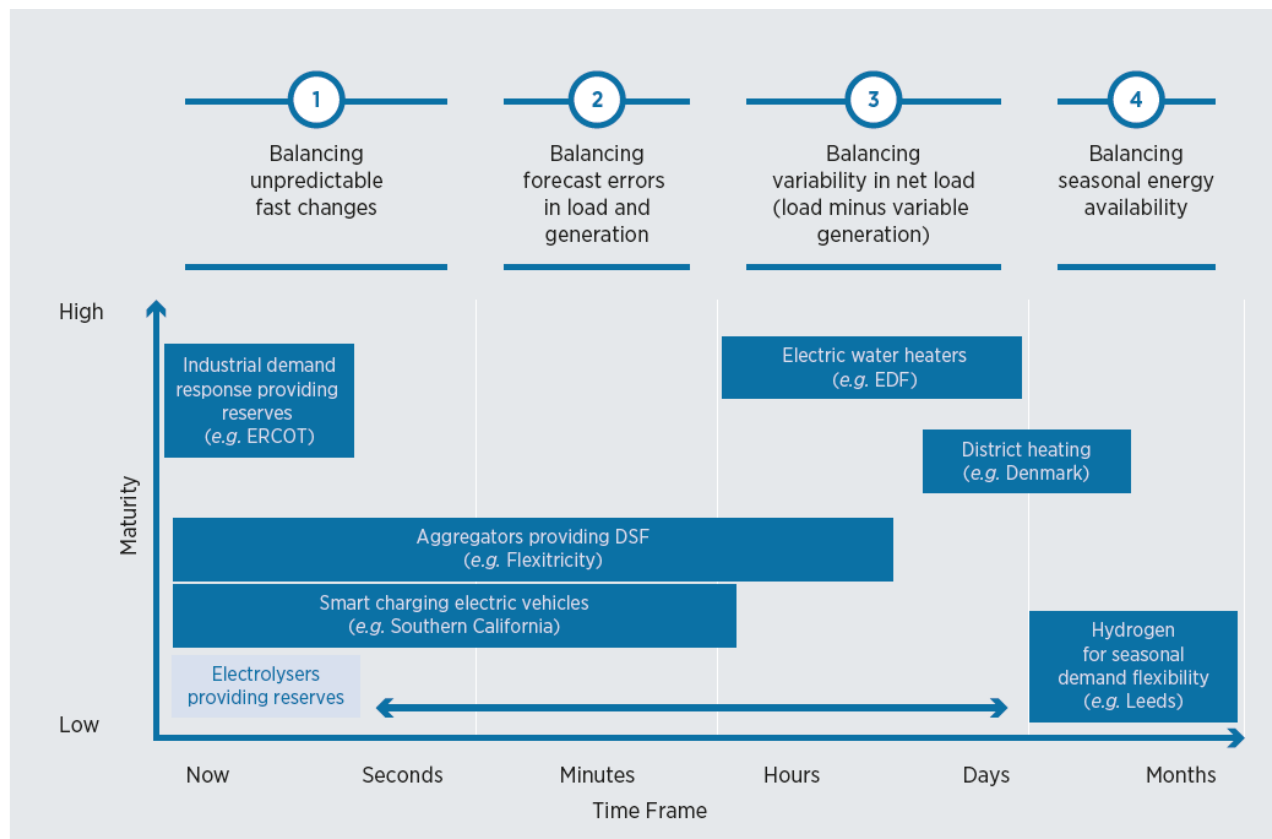 1
Balancing
unpredictable
fast changes
2
Balancing
forecast errors
in load and
generation
3
Balancing
variability in net load
(load minus variable
generation)
4
Balancing
seasonal energy
availability
High
Maturity
Low
Industrial demand
response providing
reserves
(e.g. ERCOT)
Electric water heaters
(e.g. EDF)
District heating
(e.g. Denmark)
Aggregators providing DSF
(e.g. Flexitricity)
Smart charging electric vehicles
(e.g. Southern California)
Electrolysers
providing reserves
Hydrogen
for seasonal
demand flexibility
(e.g. Leeds)
Now
Seconds
Minutes
Hours
Days
Months
Time Frame